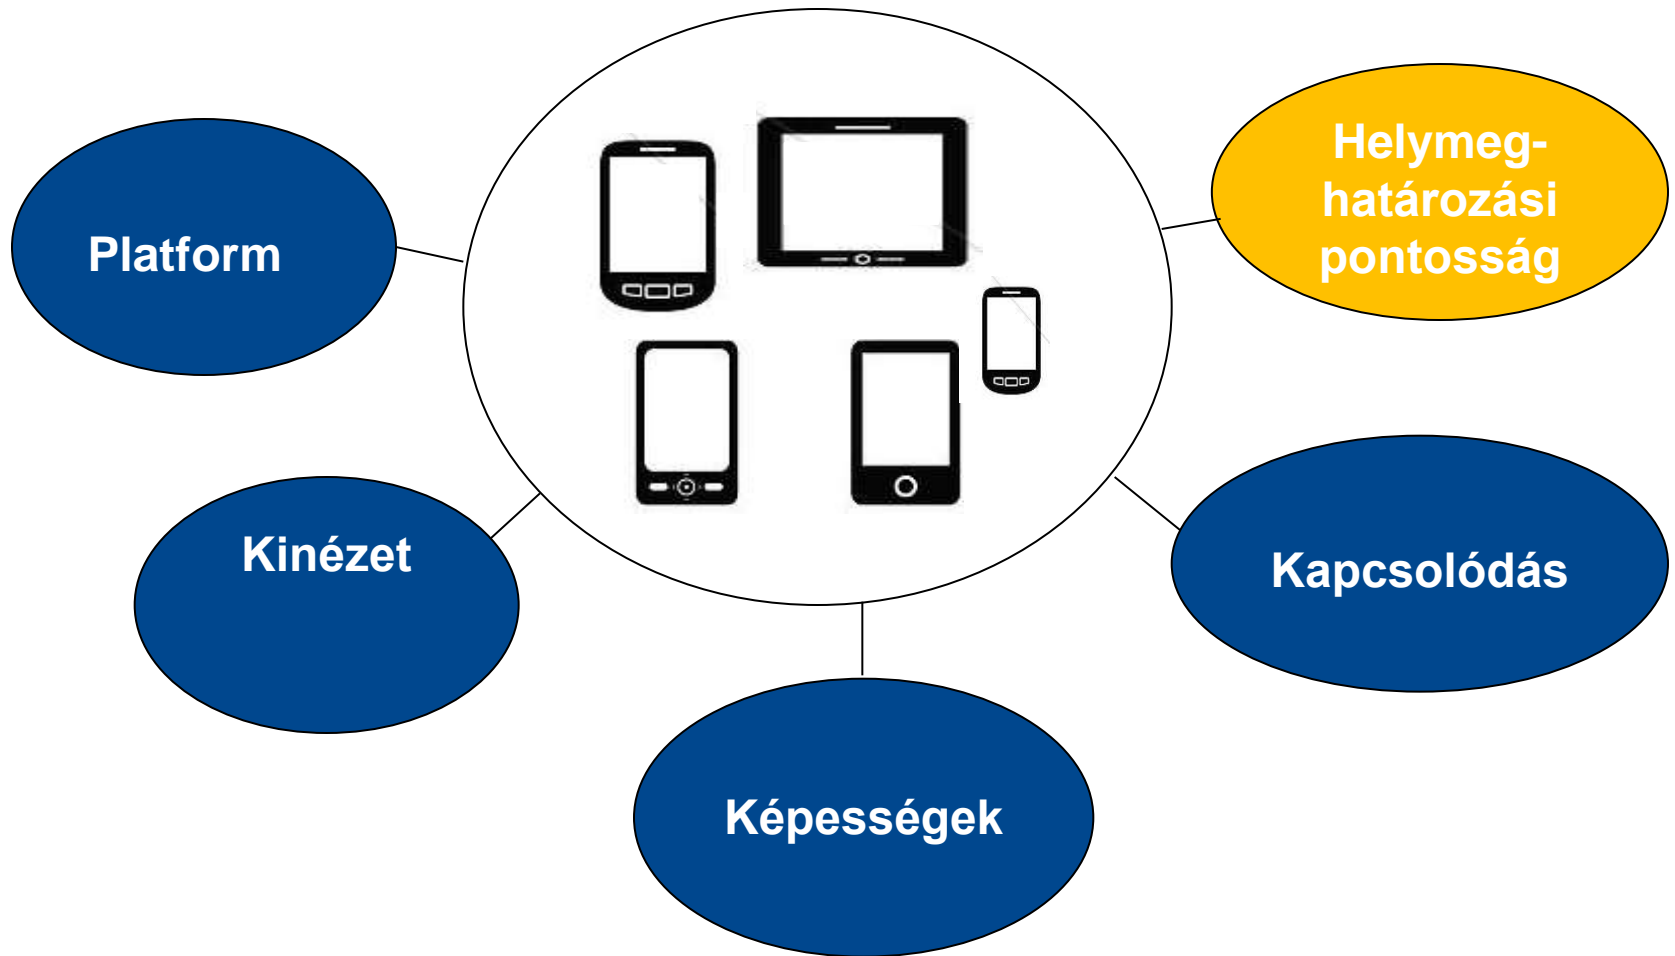 Platform
Helymeg-
határozási
pontosság
Kinézet
Kapcsolódás
Képességek